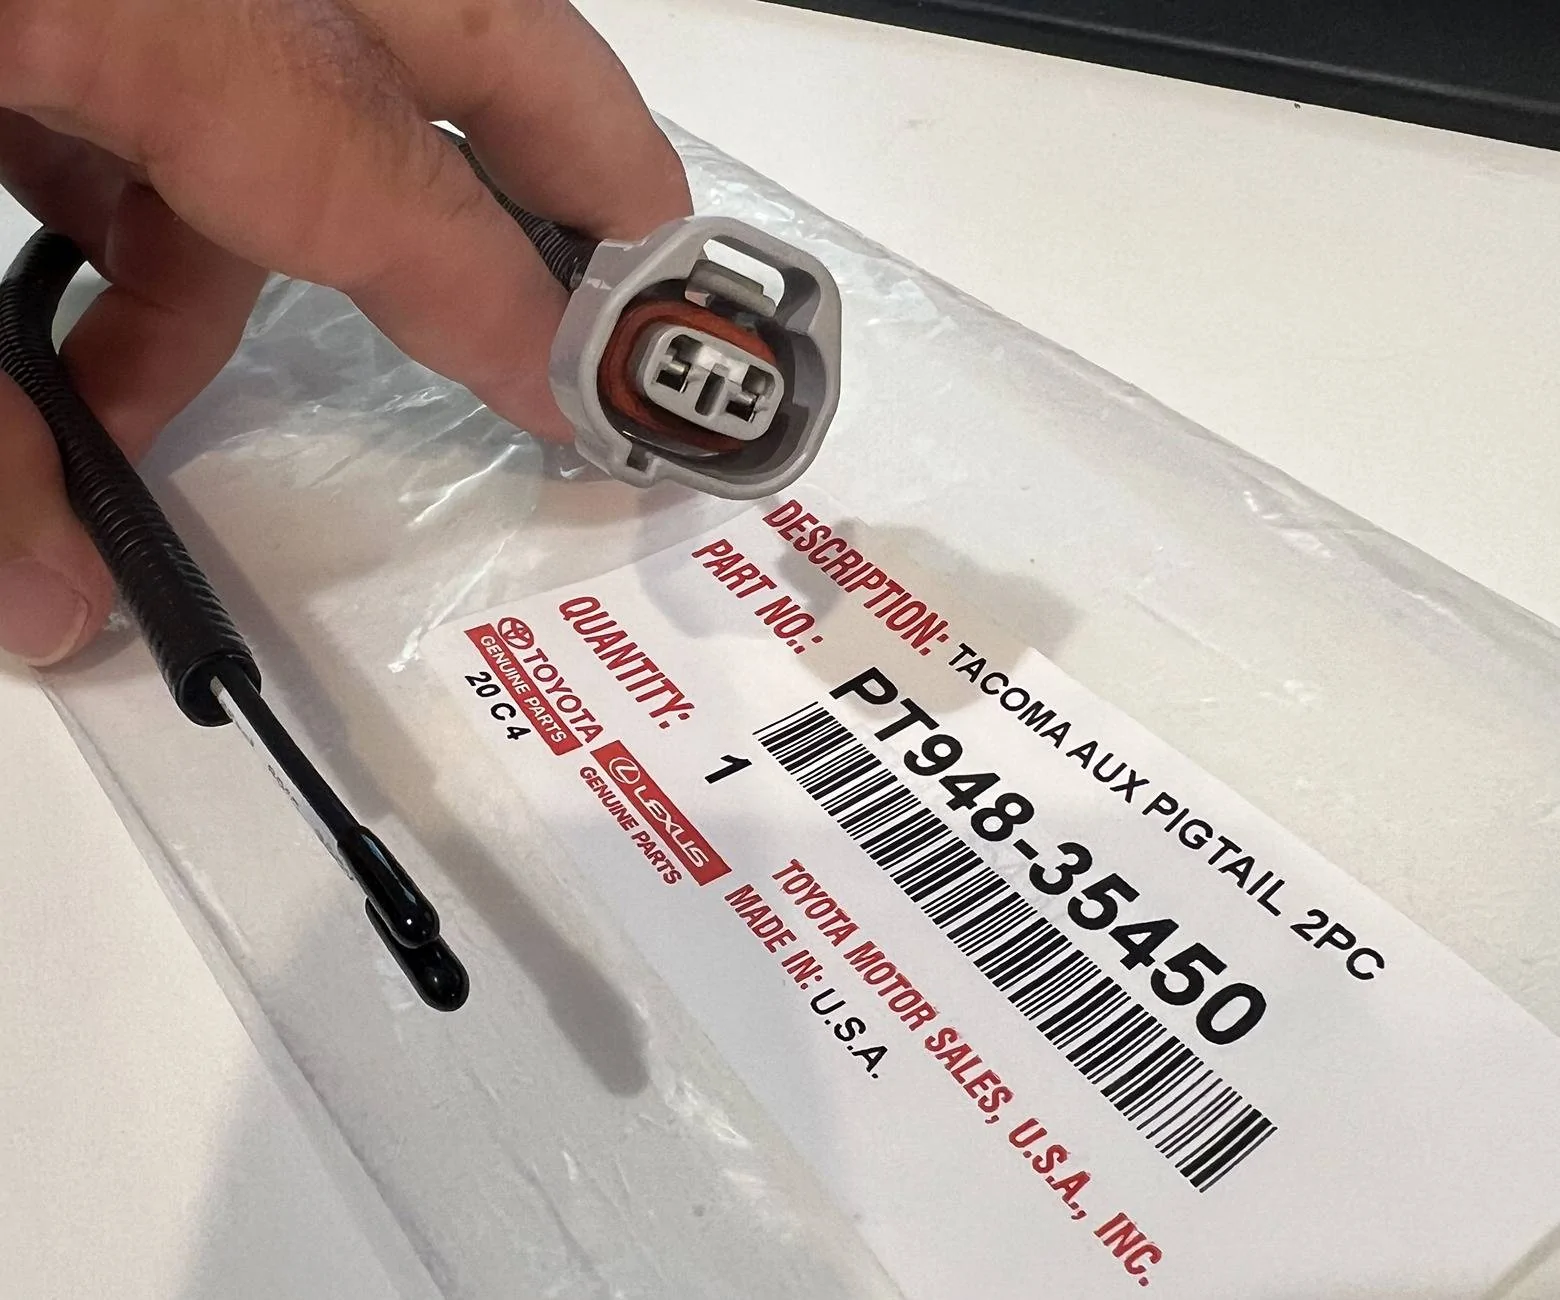 DESCRIPTION: TACOMA AUX PIGTAIL 2PC
PART NO.: PT948-35450
QUANTITY: 1
TOYOTA
GENUINE PARTS
20 C 4
LEXUS
GENUINE PARTS
TOYOTA MOTOR SALES, U.S.A., INC.
MADE IN: U.S.A.